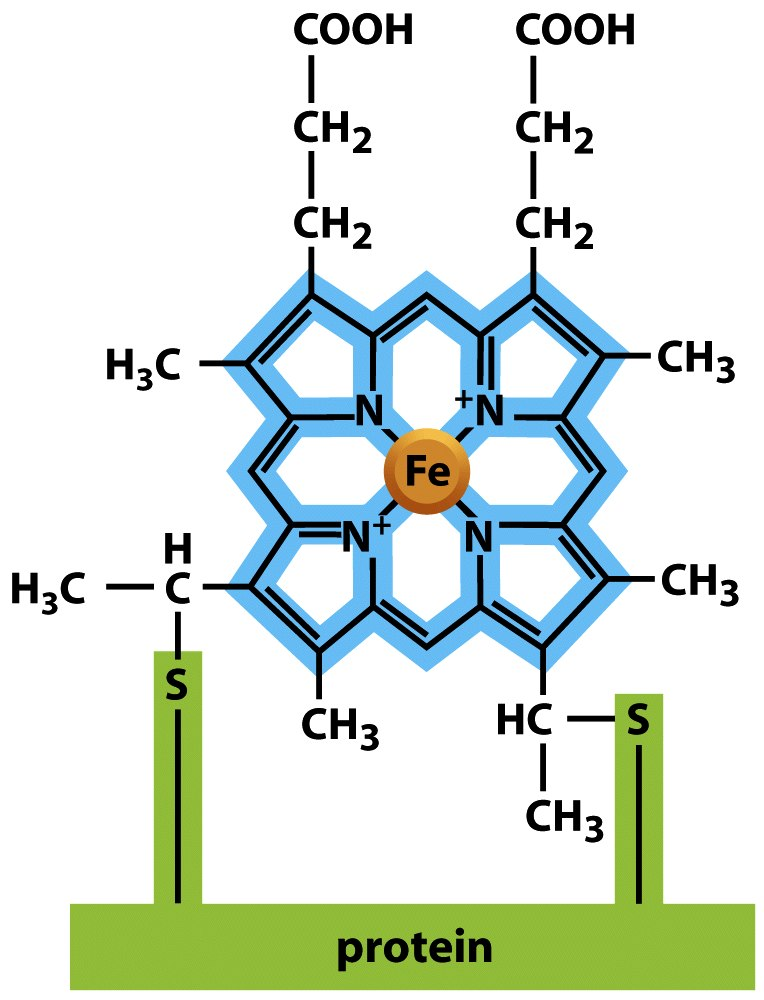 COOH COOH
CH₂ CH₂
CH₂ CH₂
H₃C CH₃
N ⁺N
Fe
N⁺ N
H
H₃C C CH₃
S
CH₃ HC S
CH₃
protein